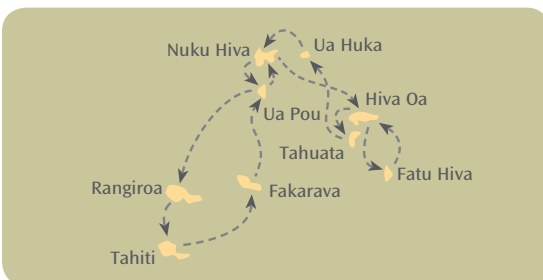 Nuku Hiva
Ua Huka
Hiva Oa
Ua Pou
Tahuata
Fatu Hiva
Rangiroa
Fakarava
Tahiti